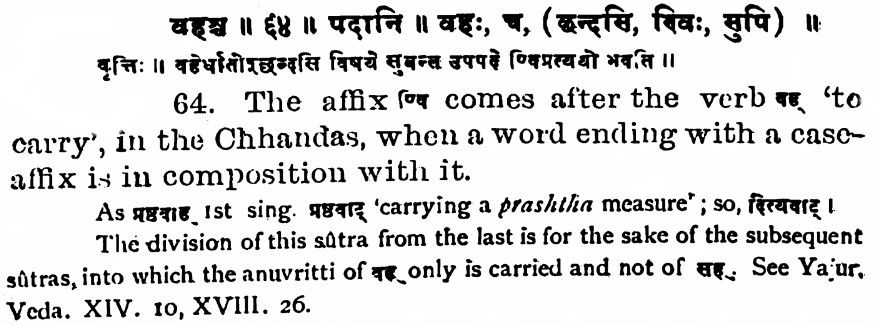 वहश्च ॥ ६४ ॥ पदानि ॥ वहः, च, (छन्दसि, ण्विः, सुपि) ॥
वृत्तिः ॥ वहेर्धातोश्छन्दसि विषये सुबन्त उपपदे ण्विप्रत्ययो भवति ॥
64. The affix ण्वि comes after the verb वह् ‘to
carry’, in the Chhandas, when a word ending with a case-
affix is in composition with it.
As प्रष्ठवाह् 1st sing. प्रष्ठवाट् ‘carrying a prashtha measure’; so, दित्यवाट् ।
The division of this sûtra from the last is for the sake of the subsequent
sûtras, into which the anuvritti of वह् only is carried and not of सह्. See Yajur.
Veda. XIV. 10, XVIII. 26.